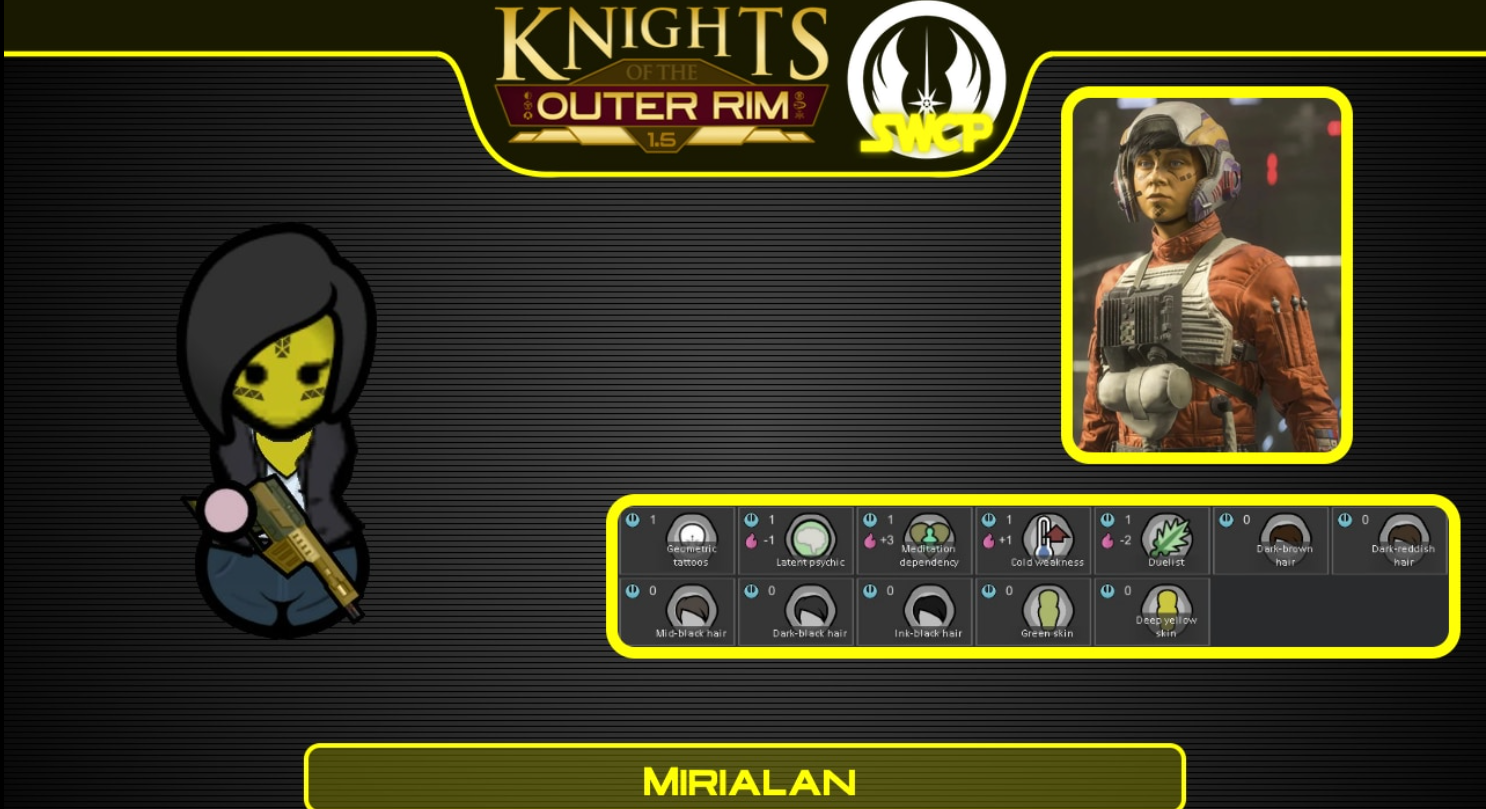 KNIGHTS
OF THE
OUTER RIM
1.5
SWCP
1
Geometric
tattoos
1
-1
Latent psychic
1
+3
Meditation
dependency
1
+1
Cold weakness
1
-2
Duelist
0
Dark-brown
hair
0
Dark-reddish
hair
0
Mid-black hair
0
Dark-black hair
0
Ink-black hair
0
Green skin
0
Deep yellow
skin
MIRIALAN